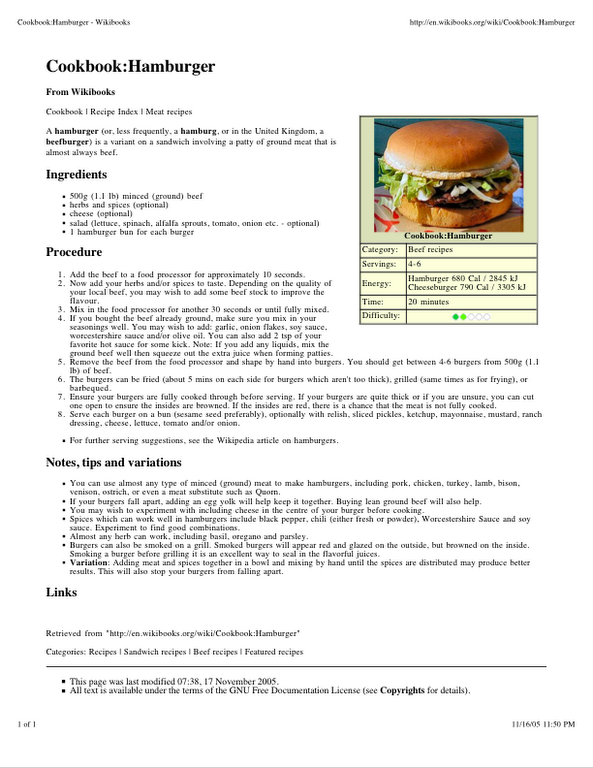 Cookbook:Hamburger - Wikibooks
http://en.wikibooks.org/wiki/Cookbook:Hamburger
Cookbook:Hamburger
From Wikibooks
Cookbook | Recipe Index | Meat recipes
A hamburger (or, less frequently, a hamburg, or in the United Kingdom, a
beefburger) is a variant on a sandwich involving a patty of ground meat that is
almost always beef.
Cookbook:Hamburger
Category: Beef recipes
Servings: 4-6
Energy: Hamburger 680 Cal / 2845 kJ
Cheeseburger 790 Cal / 3305 kJ
Time: 20 minutes
Difficulty:
Ingredients
500g (1.1 lb) minced (ground) beef
herbs and spices (optional)
cheese (optional)
salad (lettuce, spinach, alfalfa sprouts, tomato, onion etc. - optional)
1 hamburger bun for each burger
Procedure
1. Add the beef to a food processor for approximately 10 seconds.
2. Now add your herbs and/or spices to taste. Depending on the quality of
your local beef, you may wish to add some beef stock to improve the
flavour.
3. Mix in the food processor for another 30 seconds or until fully mixed.
4. If you bought the beef already ground, make sure you mix in your
seasonings well. You may wish to add: garlic, onion flakes, soy sauce,
worcestershire sauce and/or olive oil. You can also add 2 tsp of your
favorite hot sauce for some kick. Note: If you add any liquids, mix the
ground beef well then squeeze out the extra juice when forming patties.
5. Remove the beef from the food processor and shape by hand into burgers. You should get between 4-6 burgers from 500g (1.1
lb) of beef.
6. The burgers can be fried (about 5 mins on each side for burgers which aren't too thick), grilled (same times as for frying), or
barbequed.
7. Ensure your burgers are fully cooked through before serving. If your burgers are quite thick or if you are unsure, you can cut
one open to ensure the insides are browned. If the insides are red, there is a chance that the meat is not fully cooked.
8. Serve each burger on a bun (sesame seed preferably), optionally with relish, sliced pickles, ketchup, mayonnaise, mustard, ranch
dressing, cheese, lettuce, tomato and/or onion.
For further serving suggestions, see the Wikipedia article on hamburgers.
Notes, tips and variations
You can use almost any type of minced (ground) meat to make hamburgers, including pork, chicken, turkey, lamb, bison,
venison, ostrich, or even a meat substitute such as Quorn.
If your burgers fall apart, adding an egg yolk will help keep it together. Buying lean ground beef will also help.
You may wish to experiment with including cheese in the centre of your burger before cooking.
Spices which can work well in hamburgers include black pepper, chili (either fresh or powder), Worcestershire Sauce and soy
sauce. Experiment to find good combinations.
Almost any herb can work, including basil, oregano and parsley.
Burgers can also be smoked on a grill. Smoked burgers will appear red and glazed on the outside, but browned on the inside.
Smoking a burger before grilling it is an excellent way to seal in the flavorful juices.
Variation: Adding meat and spices together in a bowl and mixing by hand until the spices are distributed may produce better
results. This will also stop your burgers from falling apart.
Links
Retrieved from "http://en.wikibooks.org/wiki/Cookbook:Hamburger"
Categories: Recipes | Sandwich recipes | Beef recipes | Featured recipes
This page was last modified 07:38, 17 November 2005.
All text is available under the terms of the GNU Free Documentation License (see Copyrights for details).
1 of 1
11/16/05 11:50 PM